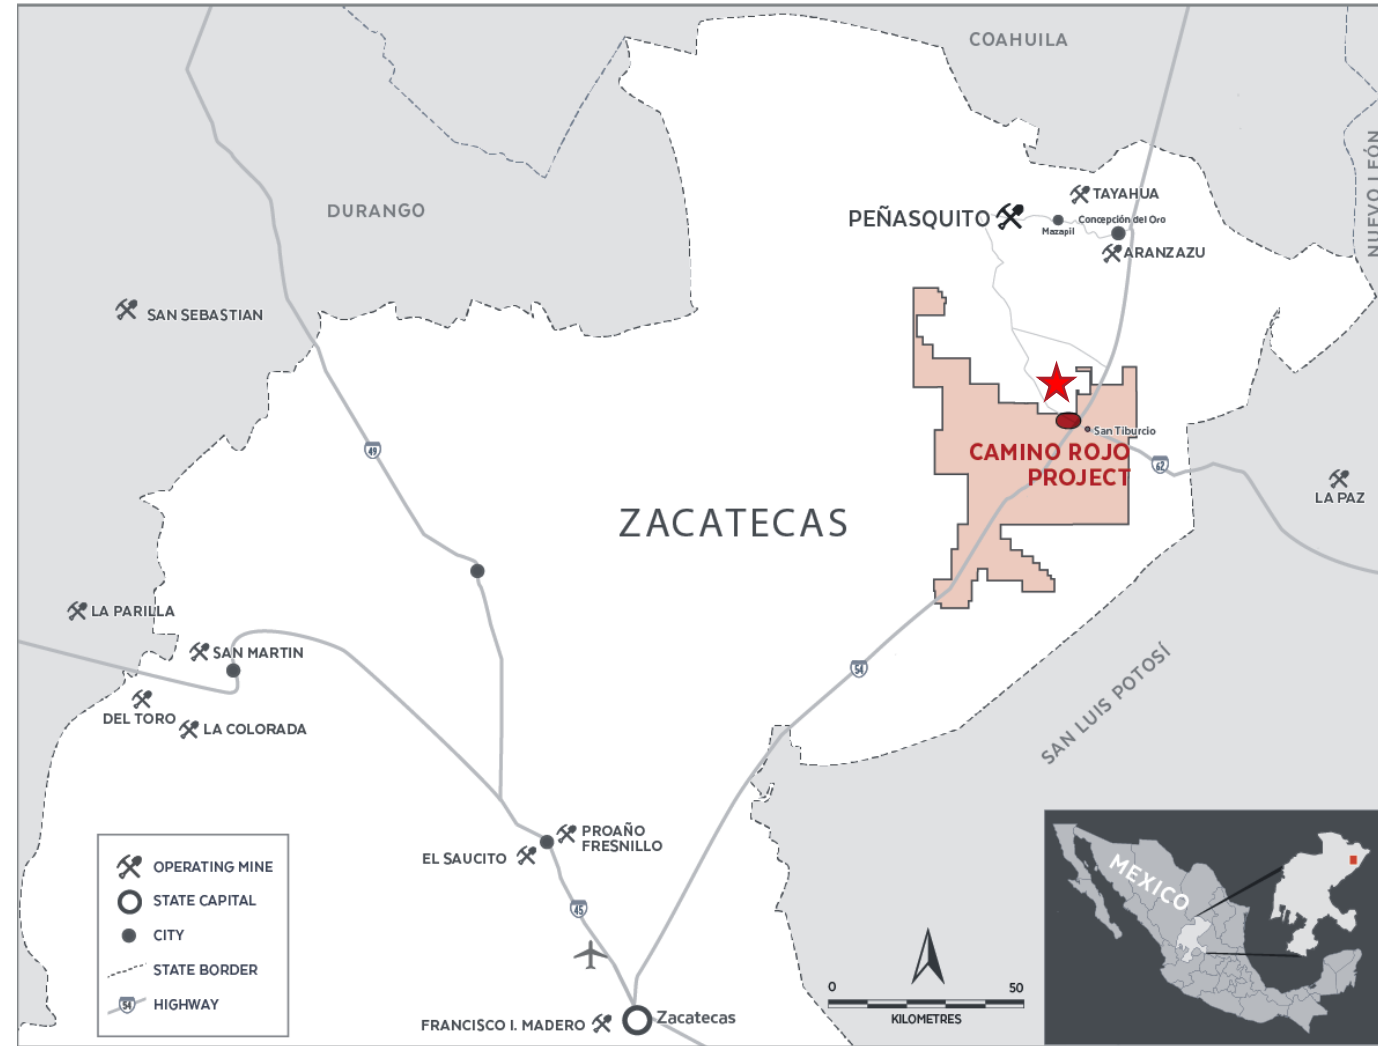 COAHUILA
NUEVO LEÓN
DURANGO
TAYAHUA
PEÑASQUITO
Concepción del Oro
Mazapil
ARANZAZU
SAN SEBASTIAN
San Tiburcio
CAMINO ROJO
PROJECT
49
62
LA PAZ
ZACATECAS
LA PARILLA
SAN MARTIN
54
SAN LUIS POTOSÍ
DEL TORO
LA COLORADA
PROAÑO
FRESNILLO
EL SAUCITO
45
OPERATING MINE
STATE CAPITAL
CITY
STATE BORDER
54
HIGHWAY
MEXICO
0
50
KILOMETRES
FRANCISCO I. MADERO
Zacatecas